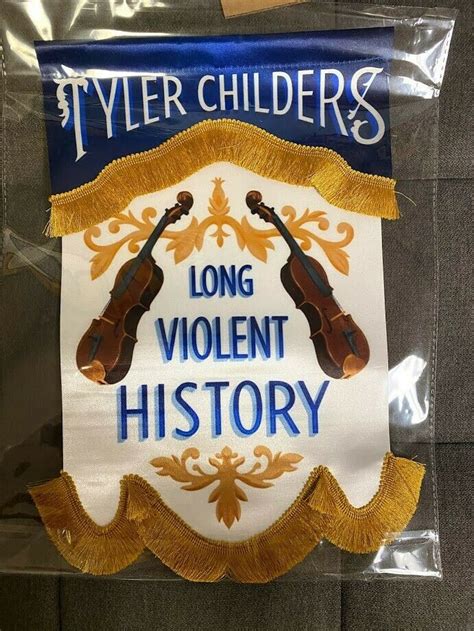 TYLER CHILDERS
LONG
VIOLENT
HISTORY